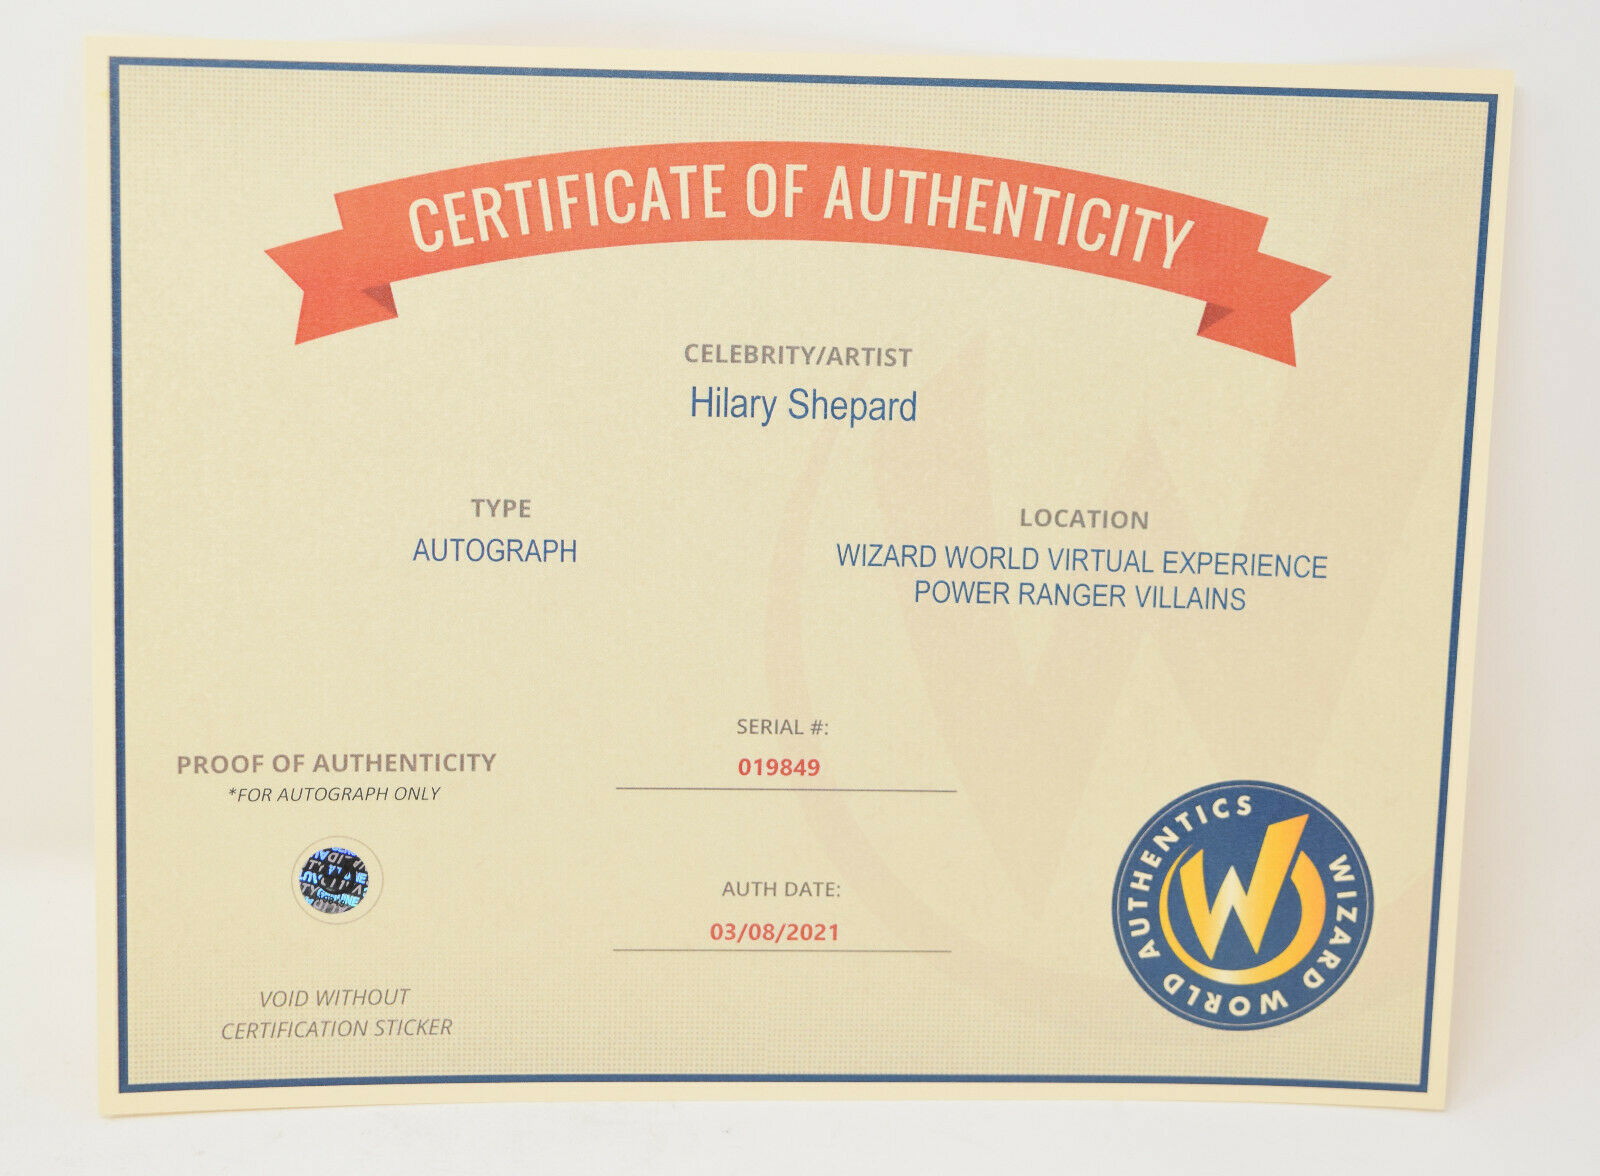 CERTIFICATE OF AUTHENTICITY
CELEBRITY/ARTIST
Hilary Shepard
TYPE
AUTOGRAPH
LOCATION
WIZARD WORLD VIRTUAL EXPERIENCE
POWER RANGER VILLAINS
SERIAL #:
019849
PROOF OF AUTHENTICITY
*FOR AUTOGRAPH ONLY
AUTH DATE:
03/08/2021
VOID WITHOUT
CERTIFICATION STICKER
WIZARD WORLD AUTHENTICS
W